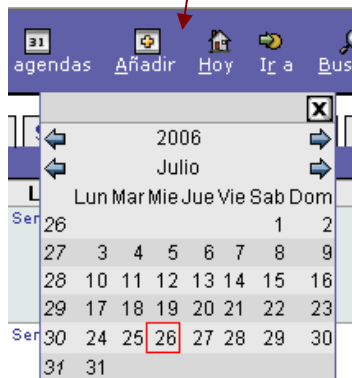 31
agendas Añadir Hoy Ir a Bus
X
2006
Julio
L Lun Mar Mie Jue Vie Sab Dom
Ser 26 1 2
27 3 4 5 6 7 8 9
28 10 11 12 13 14 15 16
29 17 18 19 20 21 22 23
Ser 30 24 25 26 27 28 29 30
31 31